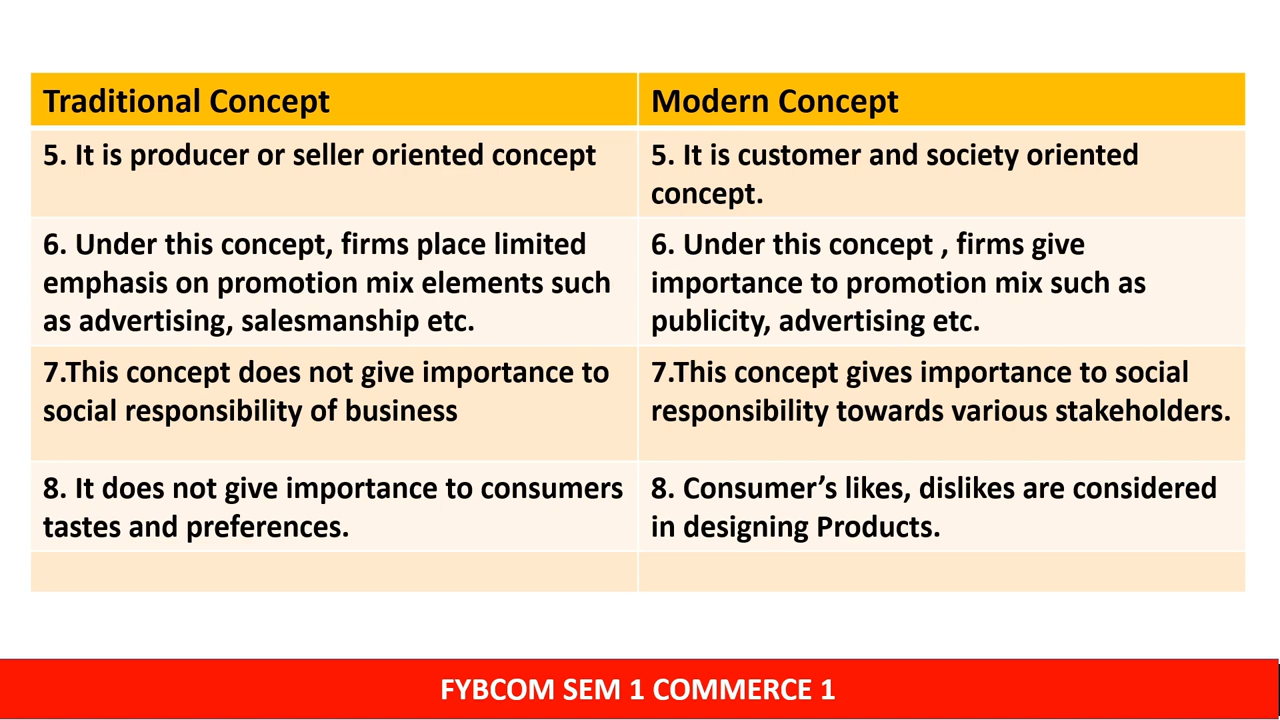 Traditional Concept
Modern Concept
5. It is producer or seller oriented concept
5. It is customer and society oriented
concept.
6. Under this concept, firms place limited
emphasis on promotion mix elements such
as advertising, salesmanship etc.
6. Under this concept , firms give
importance to promotion mix such as
publicity, advertising etc.
7.This concept does not give importance to
social responsibility of business
7.This concept gives importance to social
responsibility towards various stakeholders.
8. It does not give importance to consumers
tastes and preferences.
8. Consumer’s likes, dislikes are considered
in designing Products.
FYBCOM SEM 1 COMMERCE 1